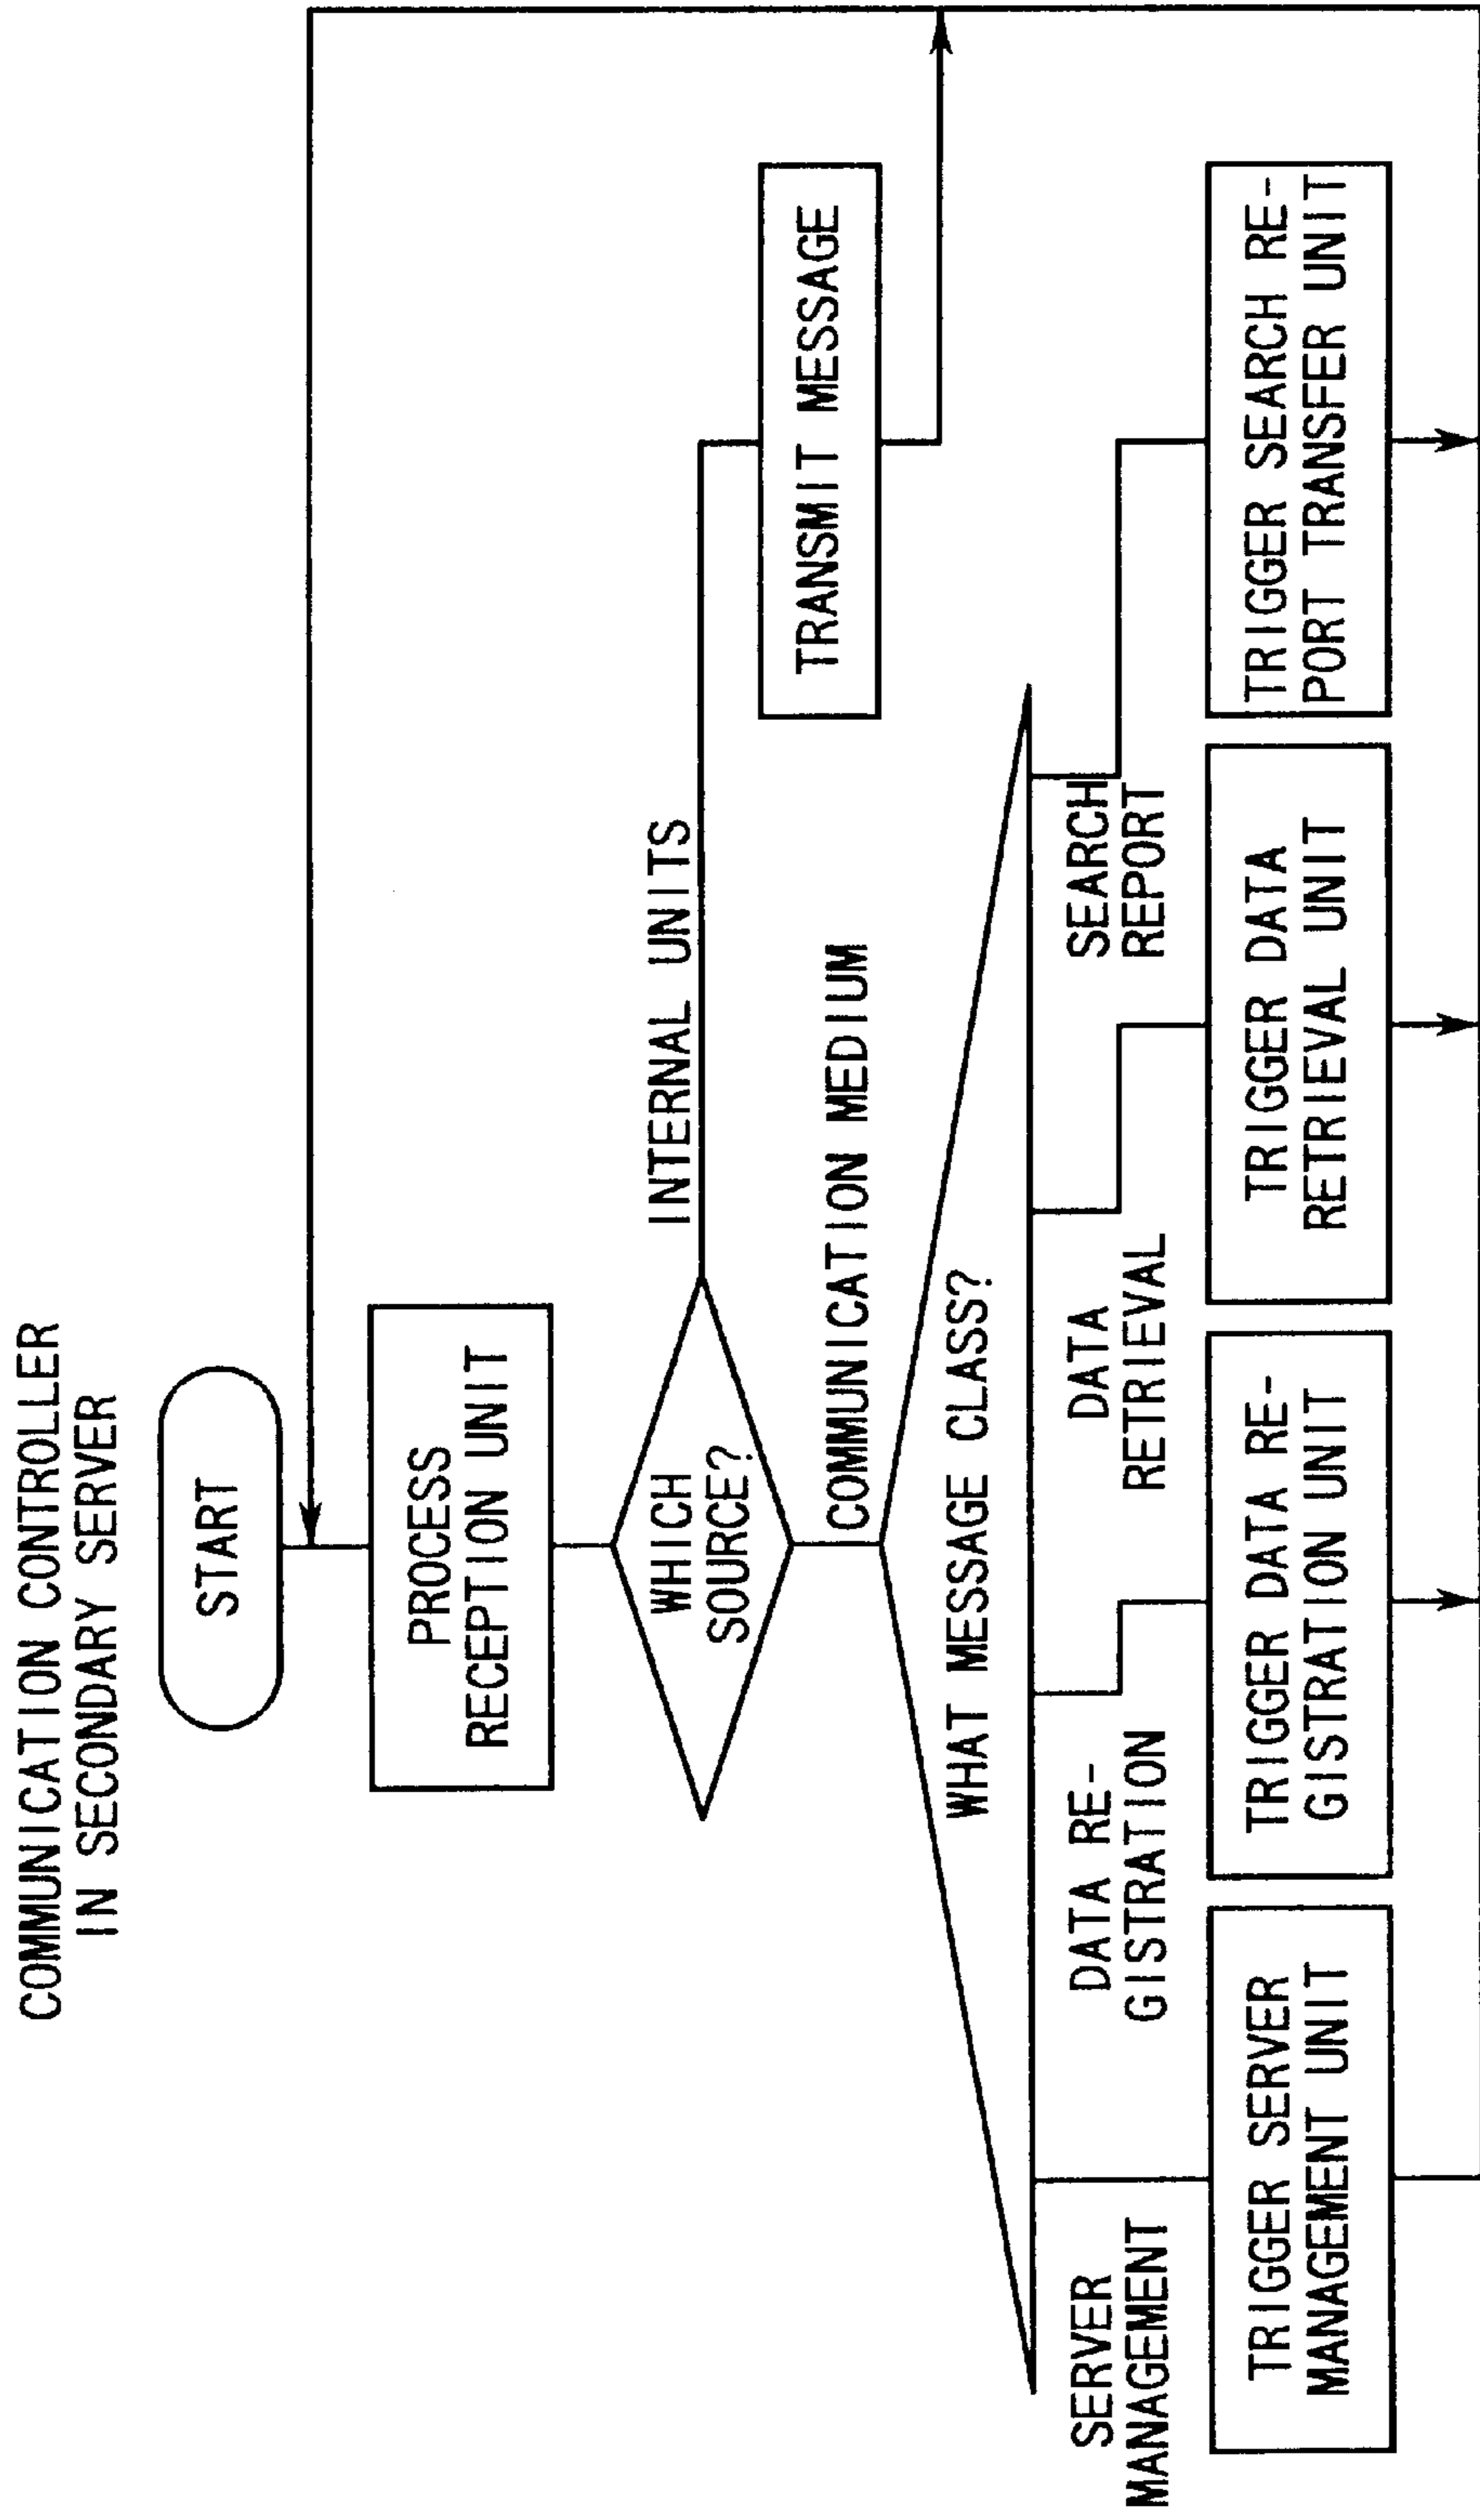 COMMUNICATION CONTROLLER
IN SECONDARY SERVER
START
PROCESS
RECEPTION UNIT
WHICH
SOURCE?
INTERNAL UNITS
TRANSMIT MESSAGE
COMMUNICATION MEDIUM
WHAT MESSAGE CLASS?
SERVER
MANAGEMENT
DATA RE-
GISTRATION
DATA
RETRIEVAL
SEARCH
REPORT
TRIGGER SERVER
MANAGEMENT UNIT
TRIGGER DATA RE-
GISTRATION UNIT
TRIGGER DATA
RETRIEVAL UNIT
TRIGGER SEARCH RE-
PORT TRANSFER UNIT